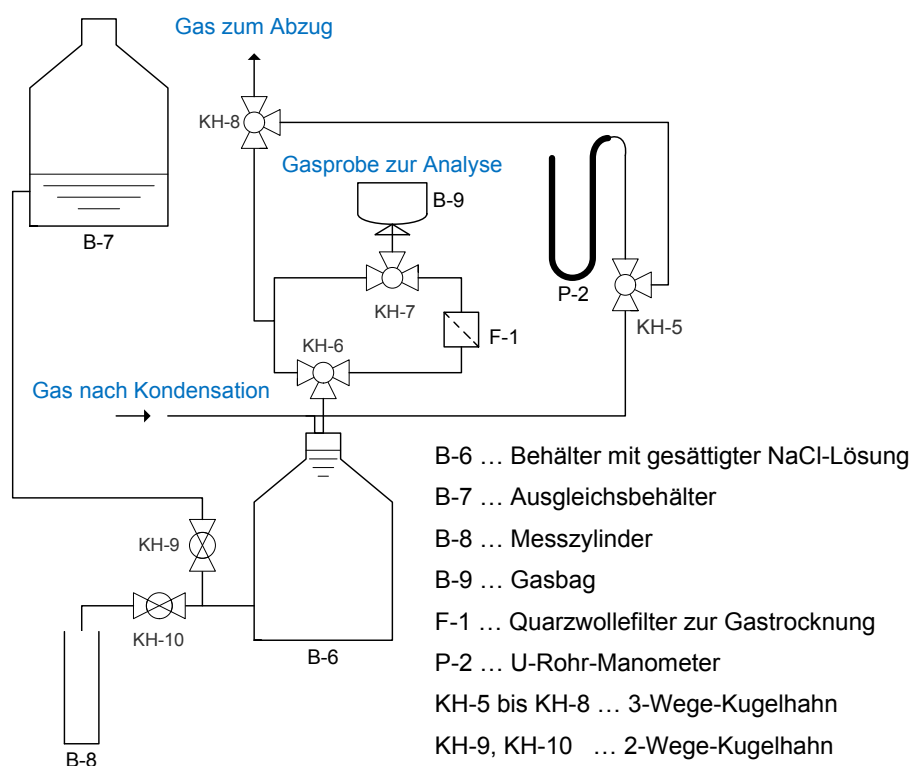 Gas zum Abzug
KH-8
Gasprobe zur Analyse
B-9
B-7
P-2
KH-7
KH-5
F-1
KH-6
Gas nach Kondensation
KH-9
KH-10
B-6
B-8
B-6 … Behälter mit gesättigter NaCl-Lösung
B-7 … Ausgleichsbehälter
B-8 … Messzylinder
B-9 … Gasbag
F-1 … Quarzwollefilter zur Gastrocknung
P-2 … U-Rohr-Manometer
KH-5 bis KH-8 … 3-Wege-Kugelhahn
KH-9, KH-10 … 2-Wege-Kugelhahn